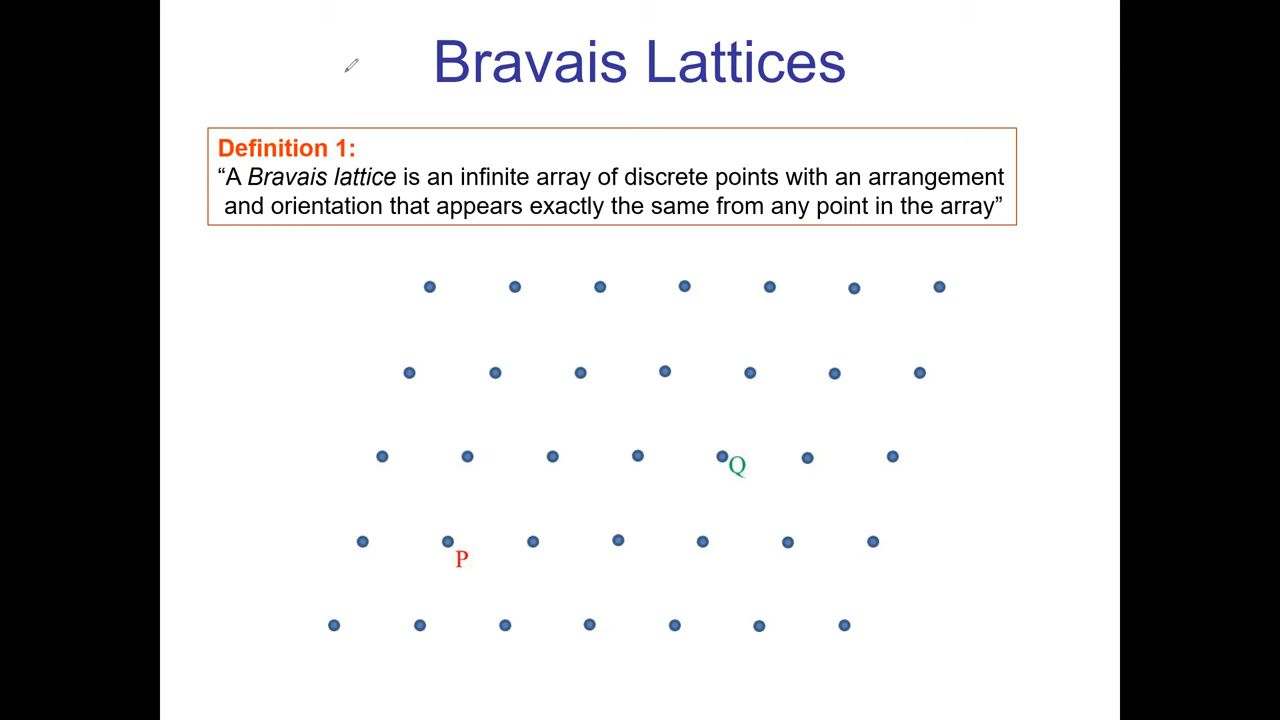 Bravais Lattices
Definition 1:
“A Bravais lattice is an infinite array of discrete points with an arrangement
and orientation that appears exactly the same from any point in the array”
Q
P